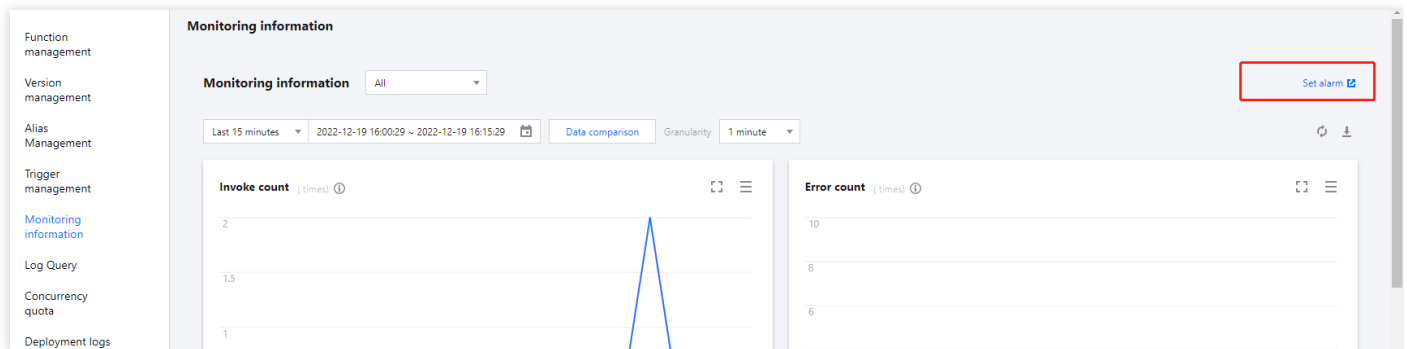 Function
management
Version
management
Alias
Management
Trigger
management
Monitoring
information
Log Query
Concurrency
quota
Deployment logs
Monitoring information
Monitoring information All
Set alarm
Last 15 minutes 2022-12-19 16:00:29 ~ 2022-12-19 16:15:29 Data comparison Granularity 1 minute
Invoke count ( times)
2
1.5
1
Error count ( times)
10
8
6